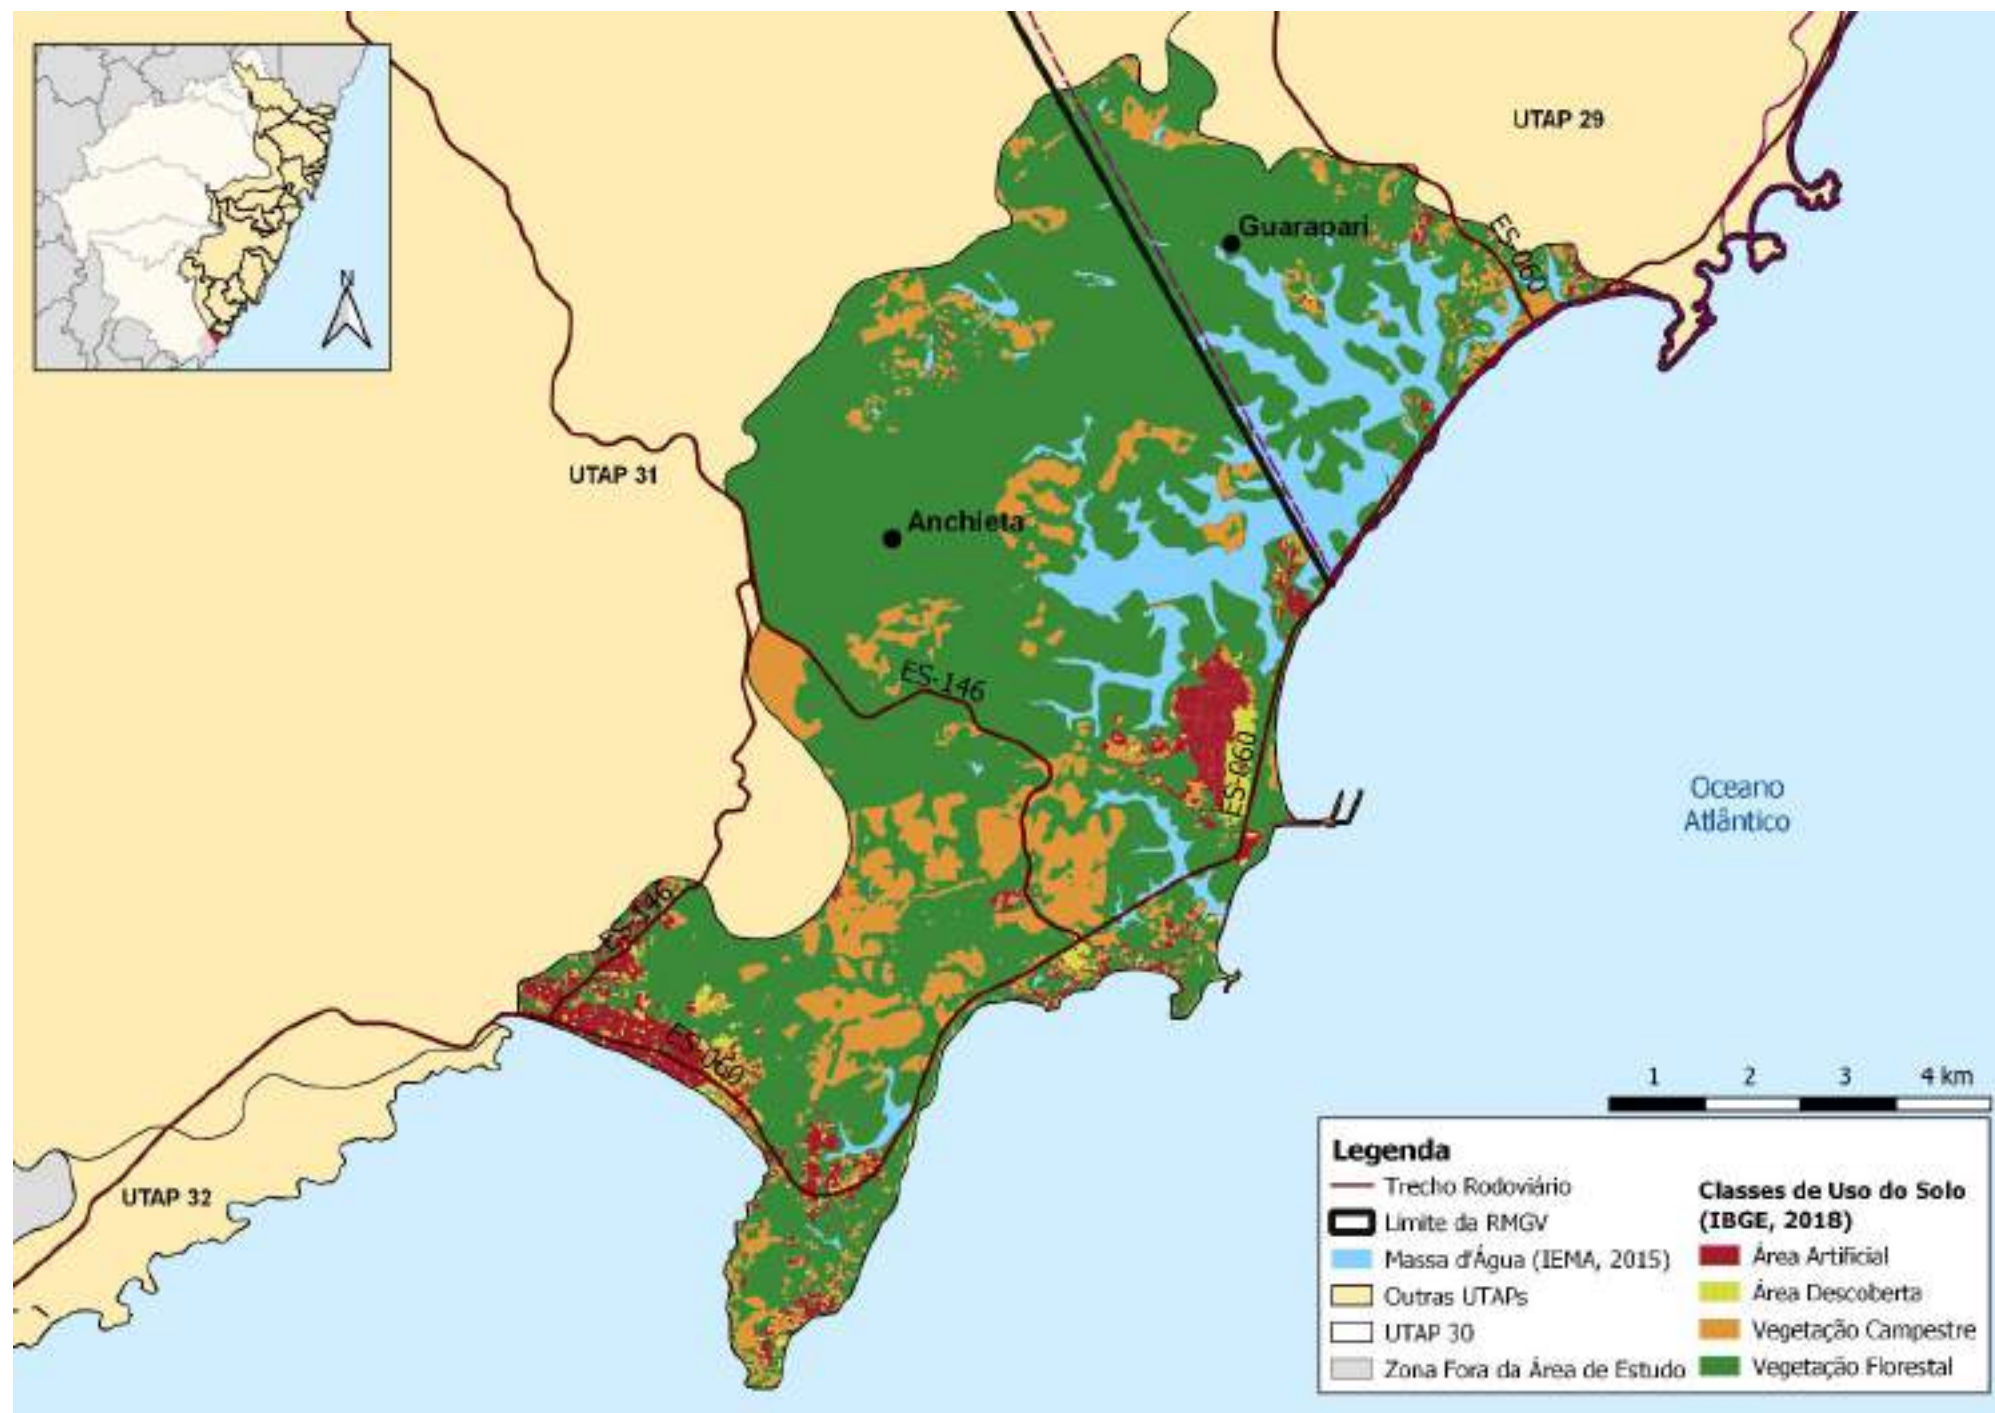 N
UTAP 29
Guarapari
ES-060
UTAP 31
Anchieta
ES-146
ES-060
Oceano
Atlântico
ES-146
ES-060
UTAP 32
1 2 3 4 km
Legenda
Trecho Rodoviário
Limite da RMGV
Massa d'Água (IEMA, 2015)
Outras UTAPs
UTAP 30
Zona Fora da Área de Estudo
Classes de Uso do Solo
(IBGE, 2018)
Área Artificial
Área Descoberta
Vegetação Campestre
Vegetação Florestal